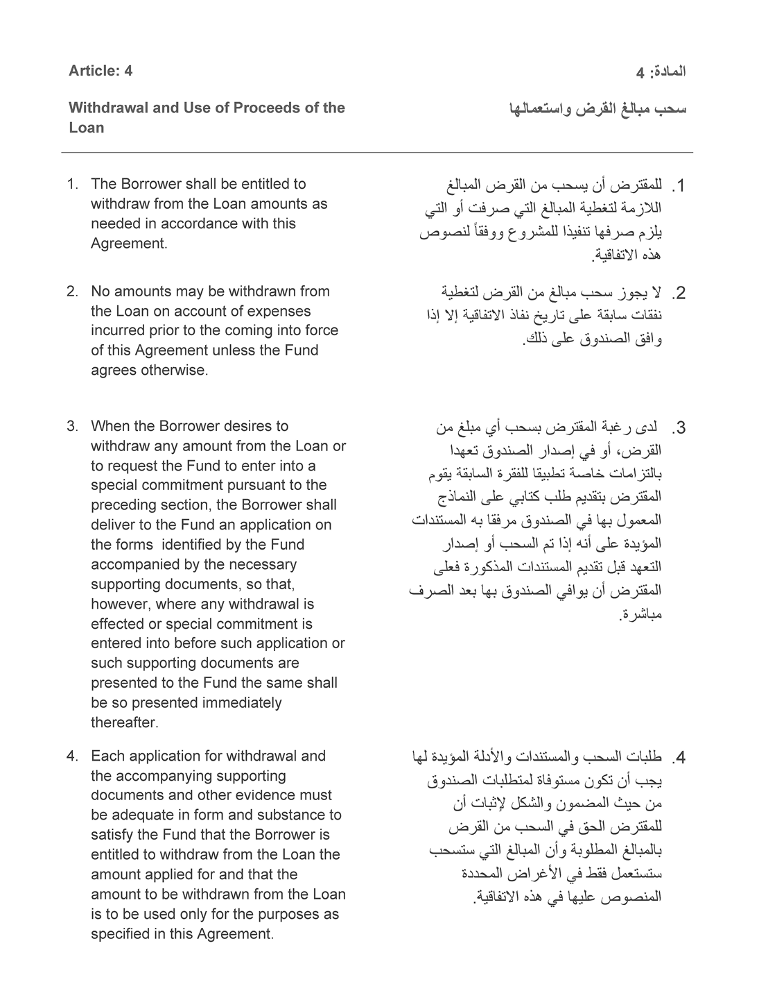 Article: 4
Withdrawal and Use of Proceeds of the
Loan
المادة: 4
سحب مبالغ القرض واستعمالها
1. The Borrower shall be entitled to
withdraw from the Loan amounts as
needed in accordance with this
Agreement.
1. للمقترض أن يسحب من القرض المبالغ
اللازمة لتغطية المبالغ التي صرفت أو التي
يلزم صرفها تنفيذا للمشروع ووفقاً لنصوص
هذه الاتفاقية.
2. No amounts may be withdrawn from
the Loan on account of expenses
incurred prior to the coming into force
of this Agreement unless the Fund
agrees otherwise.
2. لا يجوز سحب مبالغ من القرض لتغطية
نفقات سابقة على تاريخ نفاذ الاتفاقية إلا إذا
وافق الصندوق على ذلك.
3. When the Borrower desires to
withdraw any amount from the Loan or
to request the Fund to enter into a
special commitment pursuant to the
preceding section, the Borrower shall
deliver to the Fund an application on
the forms identified by the Fund
accompanied by the necessary
supporting documents, so that,
however, where any withdrawal is
effected or special commitment is
entered into before such application or
such supporting documents are
presented to the Fund the same shall
be so presented immediately
thereafter.
3. لدى رغبة المقترض بسحب أي مبلغ من
القرض، أو في إصدار الصندوق تعهدا
بالتزامات خاصة تطبيقا للفقرة السابقة يقوم
المقترض بتقديم طلب كتابي على النماذج
المعمول بها في الصندوق مرفقا به المستندات
المؤيدة على أنه إذا تم السحب أو إصدار
التعهد قبل تقديم المستندات المذكورة فعلى
المقترض أن يوافي الصندوق بها بعد الصرف
مباشرة.
4. Each application for withdrawal and
the accompanying supporting
documents and other evidence must
be adequate in form and substance to
satisfy the Fund that the Borrower is
entitled to withdraw from the Loan the
amount applied for and that the
amount to be withdrawn from the Loan
is to be used only for the purposes as
specified in this Agreement.
4. طلبات السحب والمستندات والأدلة المؤيدة لها
يجب أن تكون مستوفاة لمتطلبات الصندوق
من حيث المضمون والشكل لإثبات أن
للمقترض الحق في السحب من القرض
بالمبالغ المطلوبة وأن المبالغ التي ستسحب
ستستعمل فقط في الأغراض المحددة
المنصوص عليها في هذه الاتفاقية.